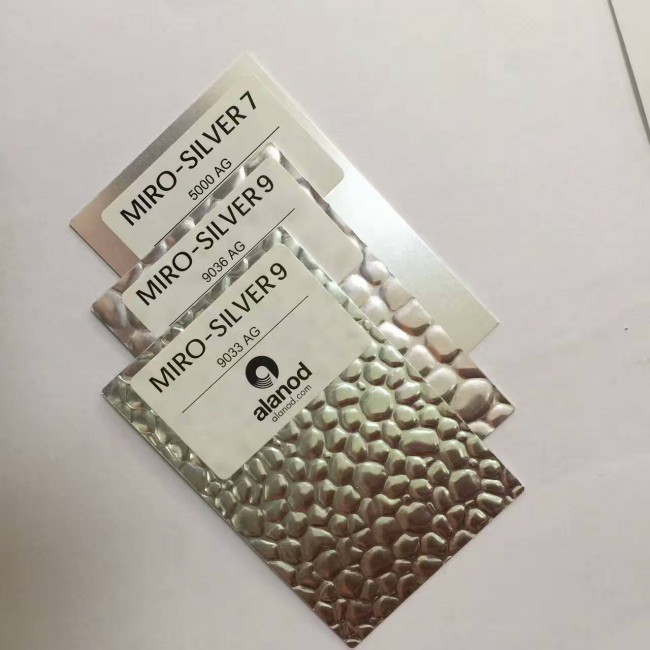 MIRO-SILVER 7
5000 AG
MIRO-SILVER 9
9036 AG
MIRO-SILVER 9
9033 AG
alanod
alanod.com